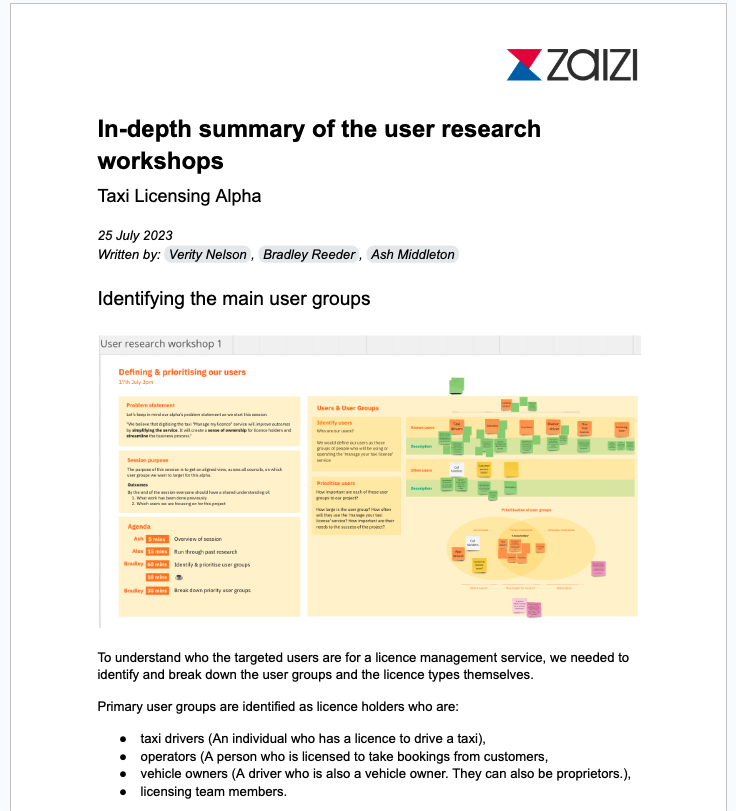 zaizi
In-depth summary of the user research
workshops
Taxi Licensing Alpha
25 July 2023
Written by: Verity Nelson , Bradley Reeder , Ash Middleton
Identifying the main user groups
User research workshop 1
Defining & prioritising our users
27th July 2pm
Problem statement
Let's keep in mind our alpha's problem statement as we start this session
"We believe that digitising the taxi 'Manage my licence' service will improve outcomes
by simplifying the service. It will create a sense of ownership for licence holders and
streamline the business process."
Session purpose
The purpose of this session is to get an aligned view, across all councils, on which
user groups we want to target for this alpha.
Outcomes
By the end of the session everyone should have a shared understanding of:
1. What work has been done previously
2. Which users we are focusing on for this project
Agenda
Ash 5 mins Overview of session
Alan 15 mins Run through past research
Bradley 60 mins Identify & prioritise user groups
10 mins
Bradley 30 mins Break down priority user groups
Users & User Groups
Identify users
Who are our users?
We would define our users as those
groups of people who will be using or
operating the 'manage your taxi licence'
service
Prioritise users
How important are each of these user
groups to our project?
How large is the user group? How often
will they use the 'manage your taxi
license' service? How important are their
needs to the success of the project?
Known users
Description
Other users
Description
Prioritisation of user groups
To understand who the targeted users are for a licence management service, we needed to
identify and break down the user groups and the licence types themselves.
Primary user groups are identified as licence holders who are:
● taxi drivers (An individual who has a licence to drive a taxi),
● operators (A person who is licensed to take bookings from customers,
● vehicle owners (A driver who is also a vehicle owner. They can also be proprietors.),
● licensing team members.